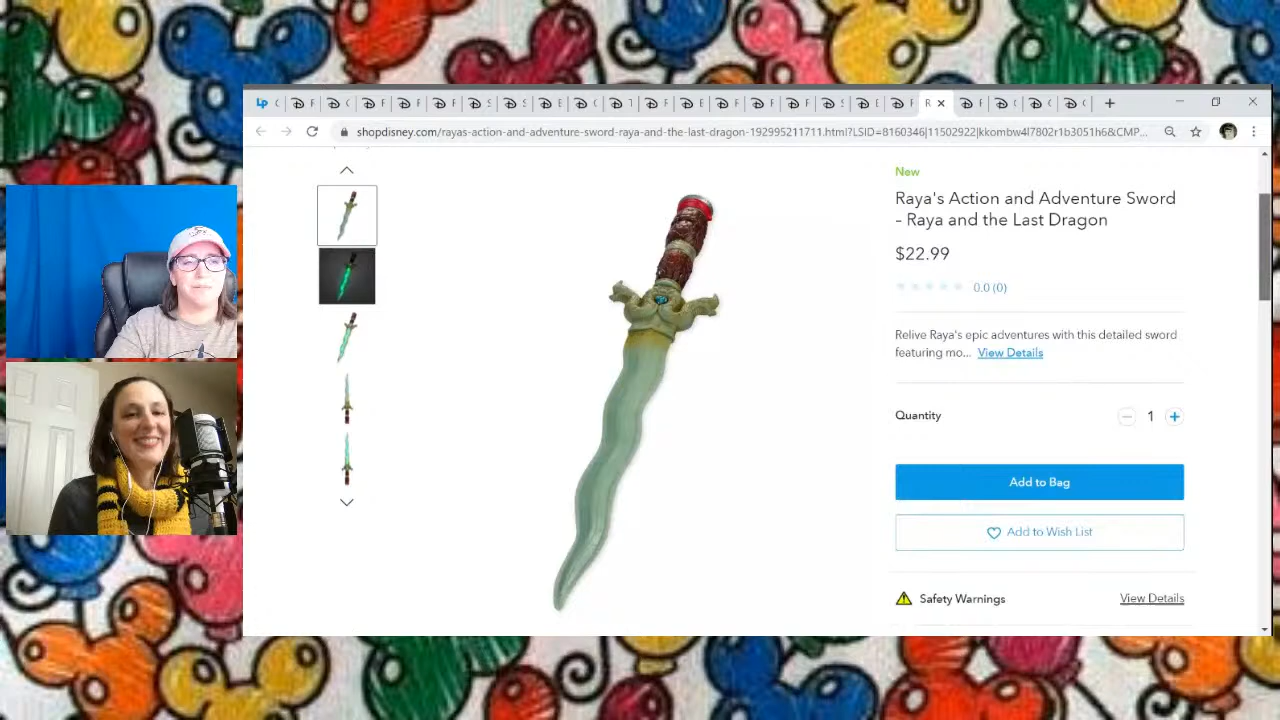 shopdisney.com/rayas-action-and-adventure-sword-raya-and-the-last-dragon-192995211711.html?LSID=8160346|11502922|jkkombw4l7802r1b3051h6&CMP...
New
Raya's Action and Adventure Sword
- Raya and the Last Dragon
$22.99
0.0 (0)
Relive Raya's epic adventures with this detailed sword
featuring mo... View Details
Quantity
1
Add to Bag
Add to Wish List
Safety Warnings
View Details